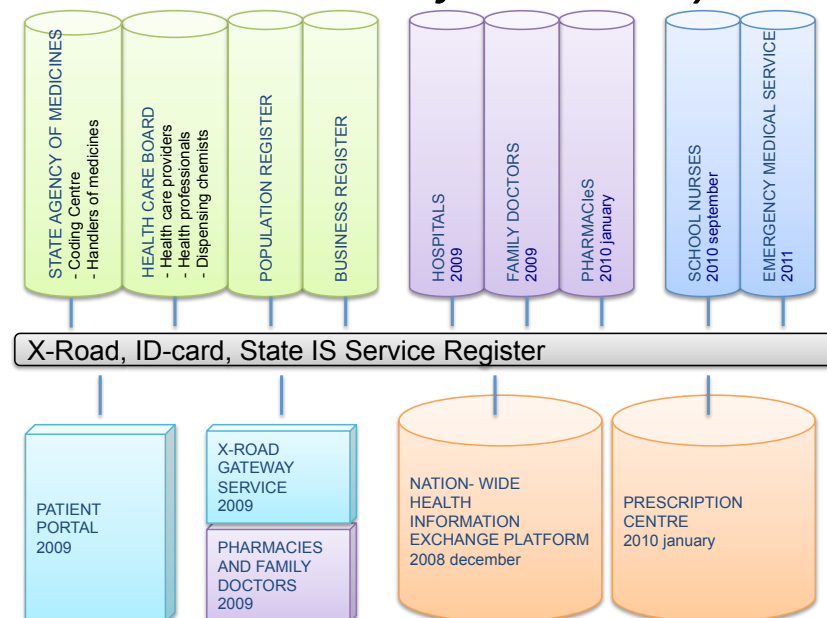 STATE AGENCY OF MEDICINES
- Coding Centre
- Handlers of medicines
HEALTH CARE BOARD
- Health care providers
- Health professionals
- Dispensing chemists
POPULATION REGISTER
BUSINESS REGISTER
HOSPITALS
2009
FAMILY DOCTORS
2009
PHARMACIeS
2010 january
SCHOOL NURSES
2010 september
EMERGENCY MEDICAL SERVICE
2011
X-Road, ID-card, State IS Service Register
PATIENT
PORTAL
2009
X-ROAD
GATEWAY
SERVICE
2009
PHARMACIES
AND FAMILY
DOCTORS
2009
NATION- WIDE
HEALTH
INFORMATION
EXCHANGE PLATFORM
2008 december
PRESCRIPTION
CENTRE
2010 january